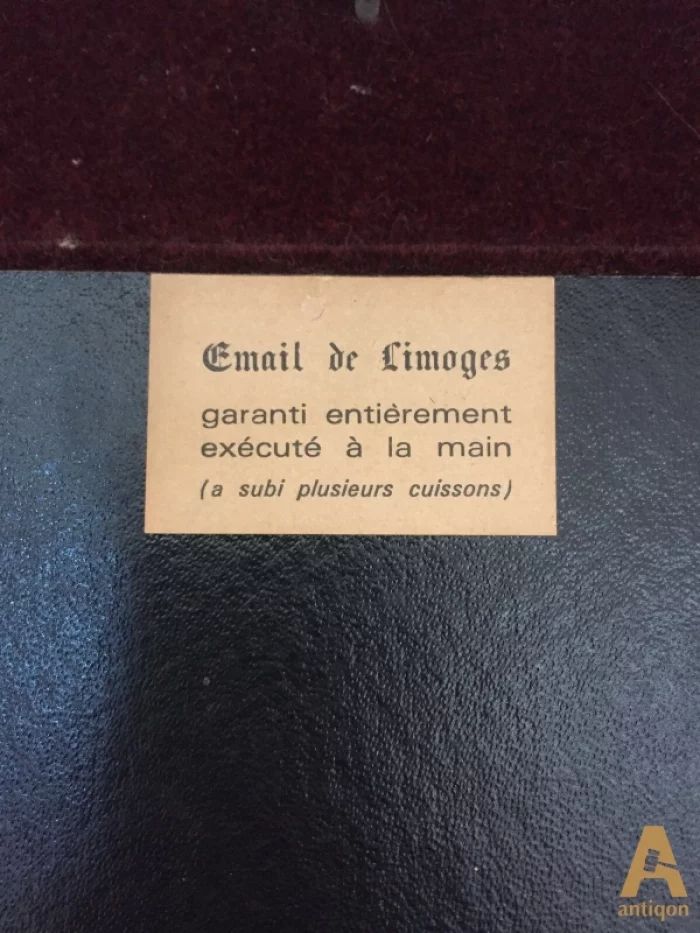 Email de Limoges
garanti entièrement
exécuté à la main
(a subi plusieurs cuissons)
A
antiqon